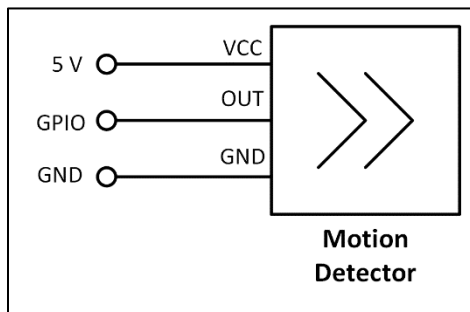 VCC
5 V
OUT
GPIO
GND
GND
Motion
Detector